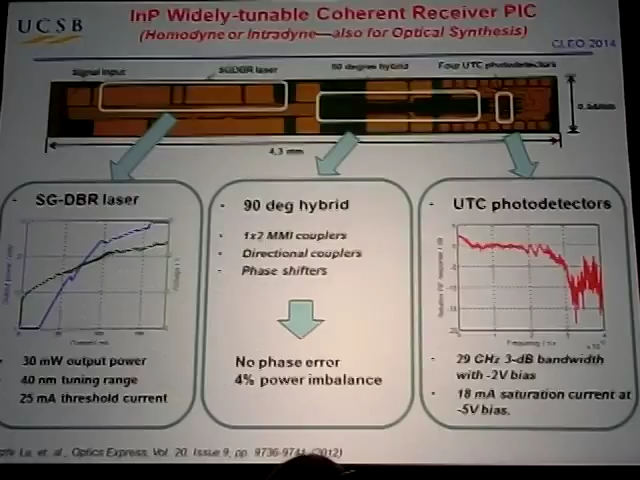 UCSB
InP Widely-tunable Coherent Receiver PIC
(Homodyne or Intradyne—also for Optical Synthesis)
CLEO 2014
Signal input
SGDBR laser
90 degree hybrid
Four UTC photodetectors
4.3 mm
- SG-DBR laser
30 mW output power
40 nm tuning range
25 mA threshold current
- 90 deg hybrid
- 1x2 MMI couplers
- Directional couplers
- Phase shifters
No phase error
4% power imbalance
- UTC photodetectors
- 29 GHz 3-dB bandwidth
with -2V bias
- 18 mA saturation current at
-5V bias.
Lu, et. al., Optics Express, Vol. 20, Issue 9, pp. 9736-9741 (2012)